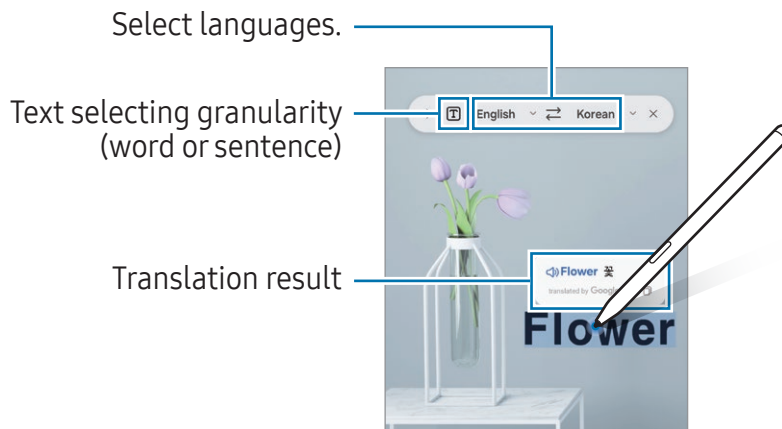 Select languages.
Text selecting granularity
(word or sentence)
English Korean
Translation result
Flower 꽃
translated by Google
Flower